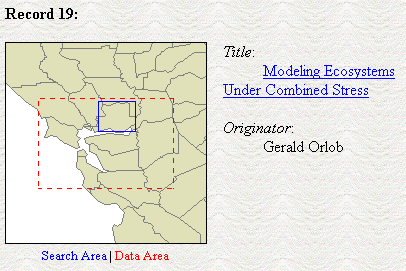 Record 19:
Title:
Modeling Ecosystems
Under Combined Stress
Originator:
Gerald Orlob
Search Area | Data Area